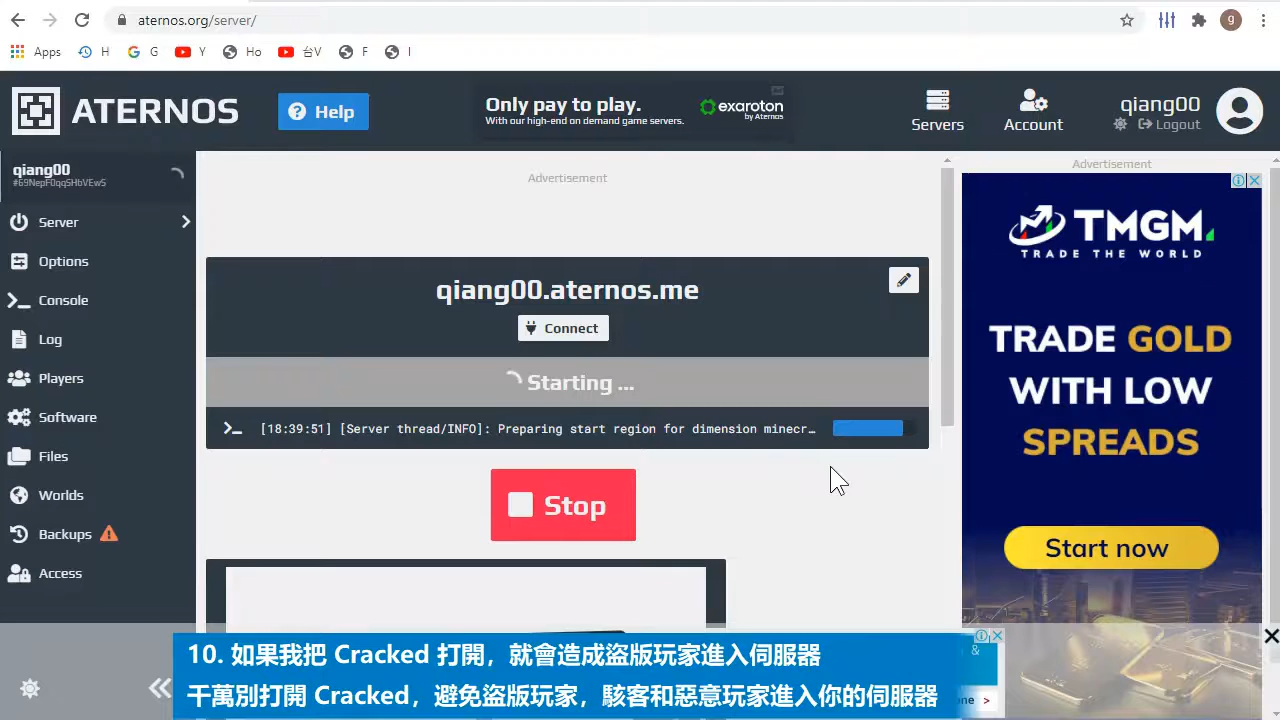 aternos.org/server/
g
Apps
H
G
Y
Ho
台V
F
I
ATERNOS
Help
Only pay to play.
With our high-end on demand game servers.
exaroton
by Aternos
Servers
Account
qiang00
Logout
qiang00
Server
Options
Console
Log
Players
Software
Files
Worlds
Backups
Access
Advertisement
qiang00.aternos.me
Connect
Starting ...
[18:39:51] [Server thread/INFO]: Preparing start region for dimension minecr…
Stop
Advertisement
TMGM
TRADE THE WORLD
TRADE GOLD
WITH LOW
SPREADS
Start now
10. 如果我把 Cracked 打開，就會造成盜版玩家進入伺服器
千萬別打開 Cracked，避免盜版玩家，駭客和惡意玩家進入你的伺服器
&
ne >